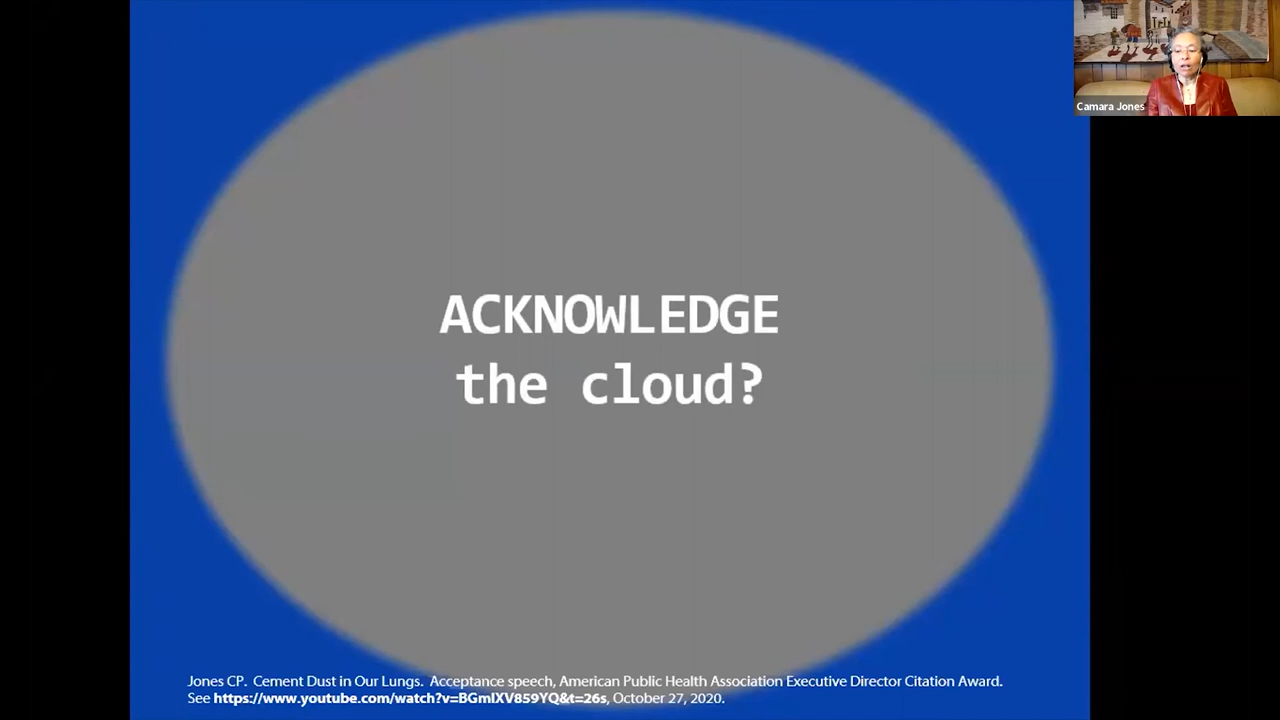 Camara Jones
ACKNOWLEDGE
the cloud?
Jones CP.  Cement Dust in Our Lungs.  Acceptance speech, American Public Health Association Executive Director Citation Award.
See https://www.youtube.com/watch?v=BGmlXV859YQ&t=26s, October 27, 2020.